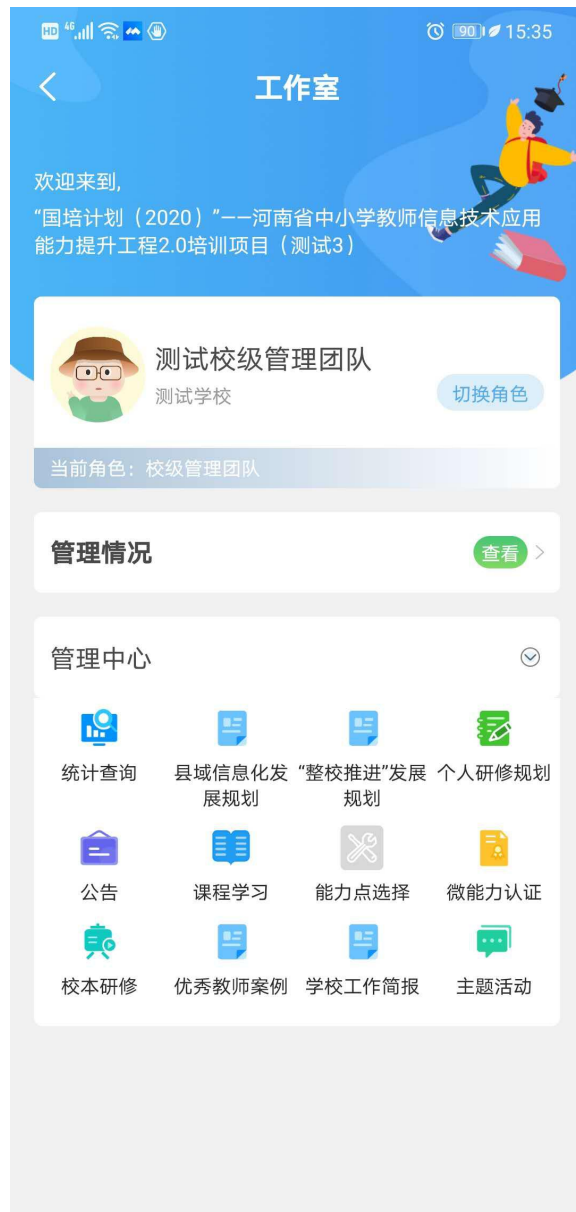 HD 46 90 15:35
工作室
欢迎来到,
“国培计划（2020）”——河南省中小学教师信息技术应用
能力提升工程2.0培训项目（测试3）
测试校级管理团队
测试学校
切换角色
当前角色：校级管理团队
管理情况
查看
管理中心
统计查询 县域信息化发 “整校推进”发展 个人研修规划
展规划 规划
公告 课程学习 能力点选择 微能力认证
校本研修 优秀教师案例 学校工作简报 主题活动